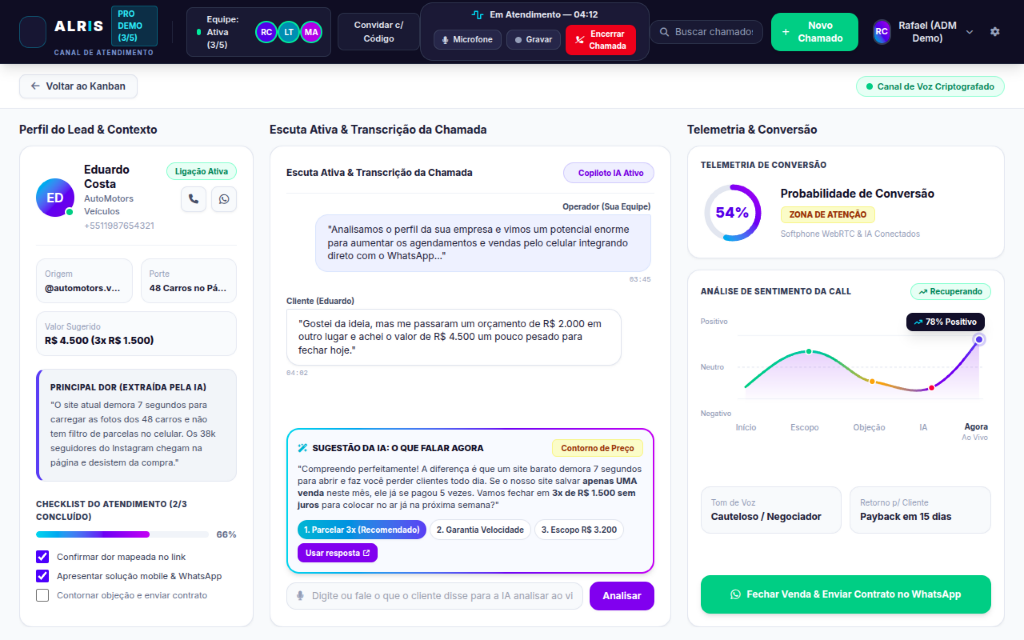 ALRIS
PRO DEMO (3/5)
CANAL DE ATENDIMENTO
Equipe: Ativa (3/5)
RC
LT
MA
Convidar c/ Código
Em Atendimento — 04:12
Microfone
Gravar
Encerrar Chamada
Buscar chamados
+ Novo Chamado
RC
Rafael (ADM Demo)
← Voltar ao Kanban
Canal de Voz Criptografado
Perfil do Lead & Contexto
ED
Eduardo Costa
AutoMotors Veículos
+5511987654321
Ligação Ativa
Origem
@automotors.v...
Porte
48 Carros no Pá...
Valor Sugerido
R$ 4.500 (3x R$ 1.500)
PRINCIPAL DOR (EXTRAÍDA PELA IA)
"O site atual demora 7 segundos para
carregar as fotos dos 48 carros e não
tem filtro de parcelas no celular. Os 38k
seguidores do Instagram chegam na
página e desistem da compra."
CHECKLIST DO ATENDIMENTO (2/3
CONCLUÍDO)
66%
Confirmar dor mapeada no link
Apresentar solução mobile & WhatsApp
Contornar objeção e enviar contrato
Escuta Ativa & Transcrição da Chamada
Escuta Ativa & Transcrição da Chamada
Copiloto IA Ativo
Operador (Sua Equipe)
"Analisamos o perfil da sua empresa e vimos um potencial enorme
para aumentar os agendamentos e vendas pelo celular integrando
direto com o WhatsApp..."
03:45
Cliente (Eduardo)
"Gostei da ideia, mas me passaram um orçamento de R$ 2.000 em
outro lugar e achei o valor de R$ 4.500 um pouco pesado para
fechar hoje."
04:02
SUGESTÃO DA IA: O QUE FALAR AGORA
Contorno de Preço
"Compreendo perfeitamente! A diferença é que um site barato demora 7 segundos
para abrir e faz você perder clientes todo dia. Se o nosso site salvar apenas UMA
venda neste mês, ele já se pagou 5 vezes. Vamos fechar em 3x de R$ 1.500 sem
juros para colocar no ar já na próxima semana?"
1. Parcelar 3x (Recomendado)
2. Garantia Velocidade
3. Escopo R$ 3.200
Usar resposta
Digite ou fale o que o cliente disse para a IA analisar ao vi
Analisar
Telemetria & Conversão
TELEMETRIA DE CONVERSÃO
54%
Probabilidade de Conversão
ZONA DE ATENÇÃO
Softphone WebRTC & IA Conectados
ANÁLISE DE SENTIMENTO DA CALL
Recuperando
78% Positivo
Positivo
Neutro
Negativo
Início
Escopo
Objeção
IA
Agora
Ao Vivo
Tom de Voz
Cauteloso / Negociador
Retorno p/ Cliente
Payback em 15 dias
Fechar Venda & Enviar Contrato no WhatsApp